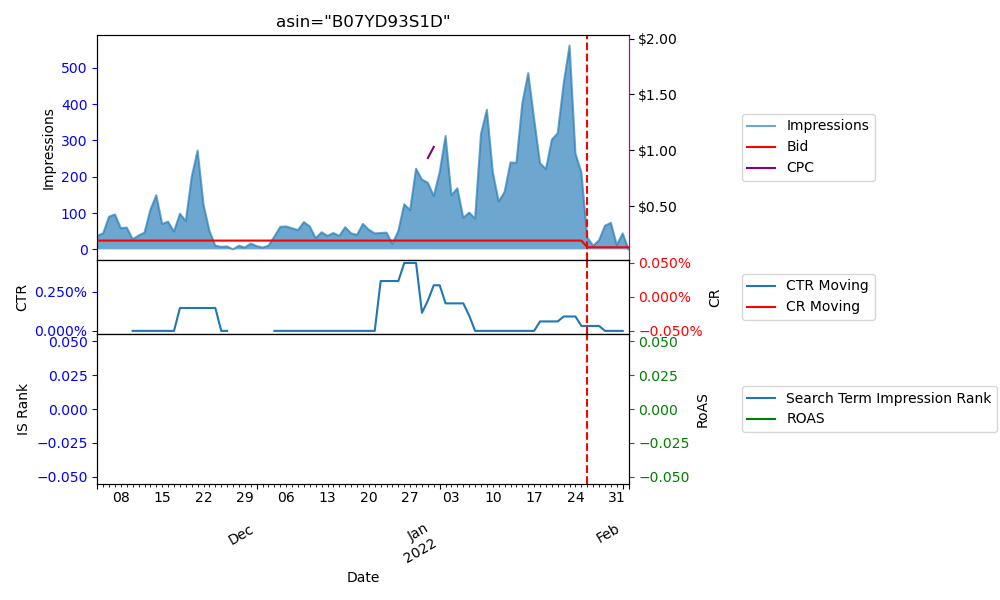 asin="B07YD93S1D"
Impressions
500
400
300
200
100
0
$2.00
$1.50
$1.00
$0.50
Impressions
Bid
CPC
CTR
0.250%
0.000%
0.050%
0.000%
−0.050%
CR
CTR Moving
CR Moving
IS Rank
0.050
0.025
0.000
−0.025
−0.050
0.050
0.025
0.000
−0.025
−0.050
RoAS
Search Term Impression Rank
ROAS
08 15 22 29 06 13 20 27 03 10 17 24 31
Dec
Jan
2022
Feb
Date